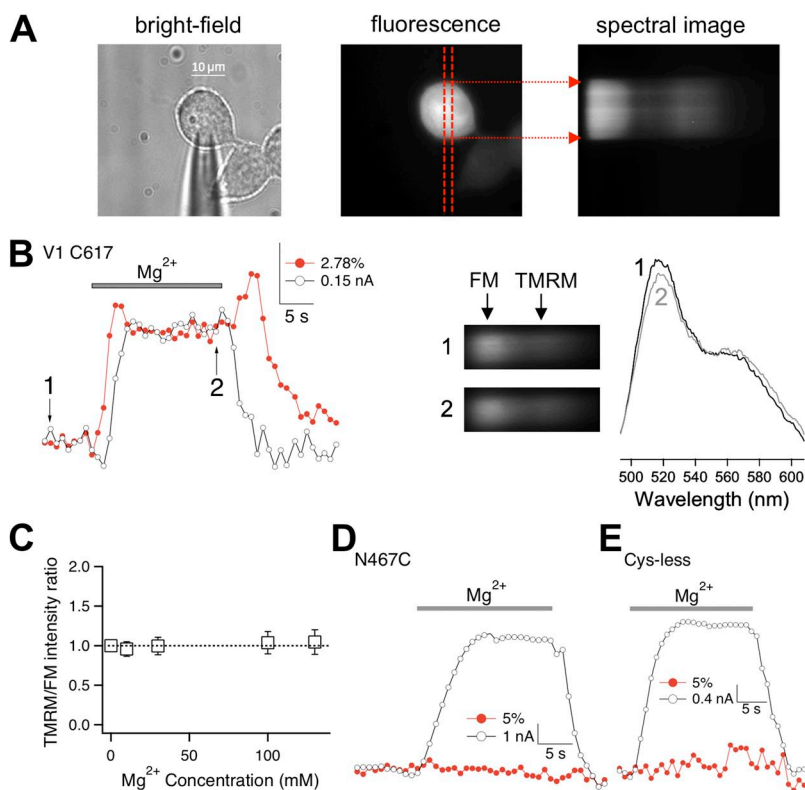 A
bright-field
fluorescence
spectral image
10 µm
B
V1 C617
Mg2+
2.78%
0.15 nA
5 s
1
2
FM
TMRM
1
2
1
2
500 520 540 560 580 600
Wavelength (nm)
C
TMRM/FM intensity ratio
2.0
1.5
1.0
0.5
0.0
0 50 100
Mg2+ Concentration (mM)
D
N467C
Mg2+
5%
1 nA
5 s
E
Cys-less
Mg2+
5%
0.4 nA
5 s